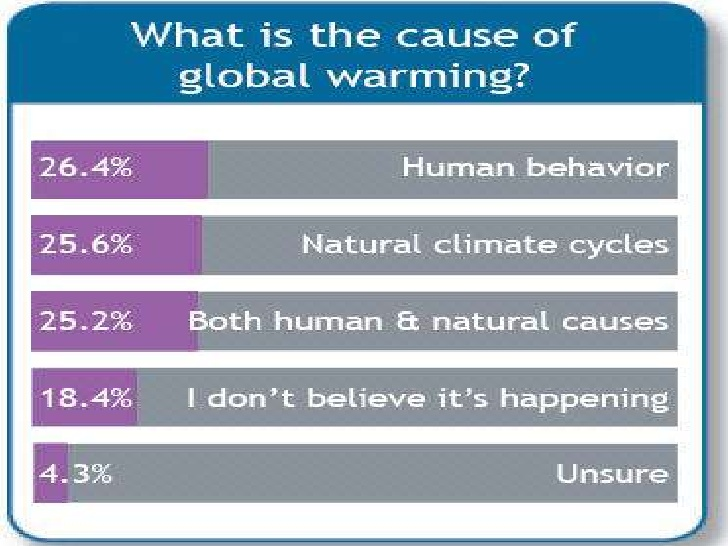 What is the cause of
global warming?
26.4% Human behavior
25.6% Natural climate cycles
25.2% Both human & natural causes
18.4% I don't believe it's happening
4.3% Unsure